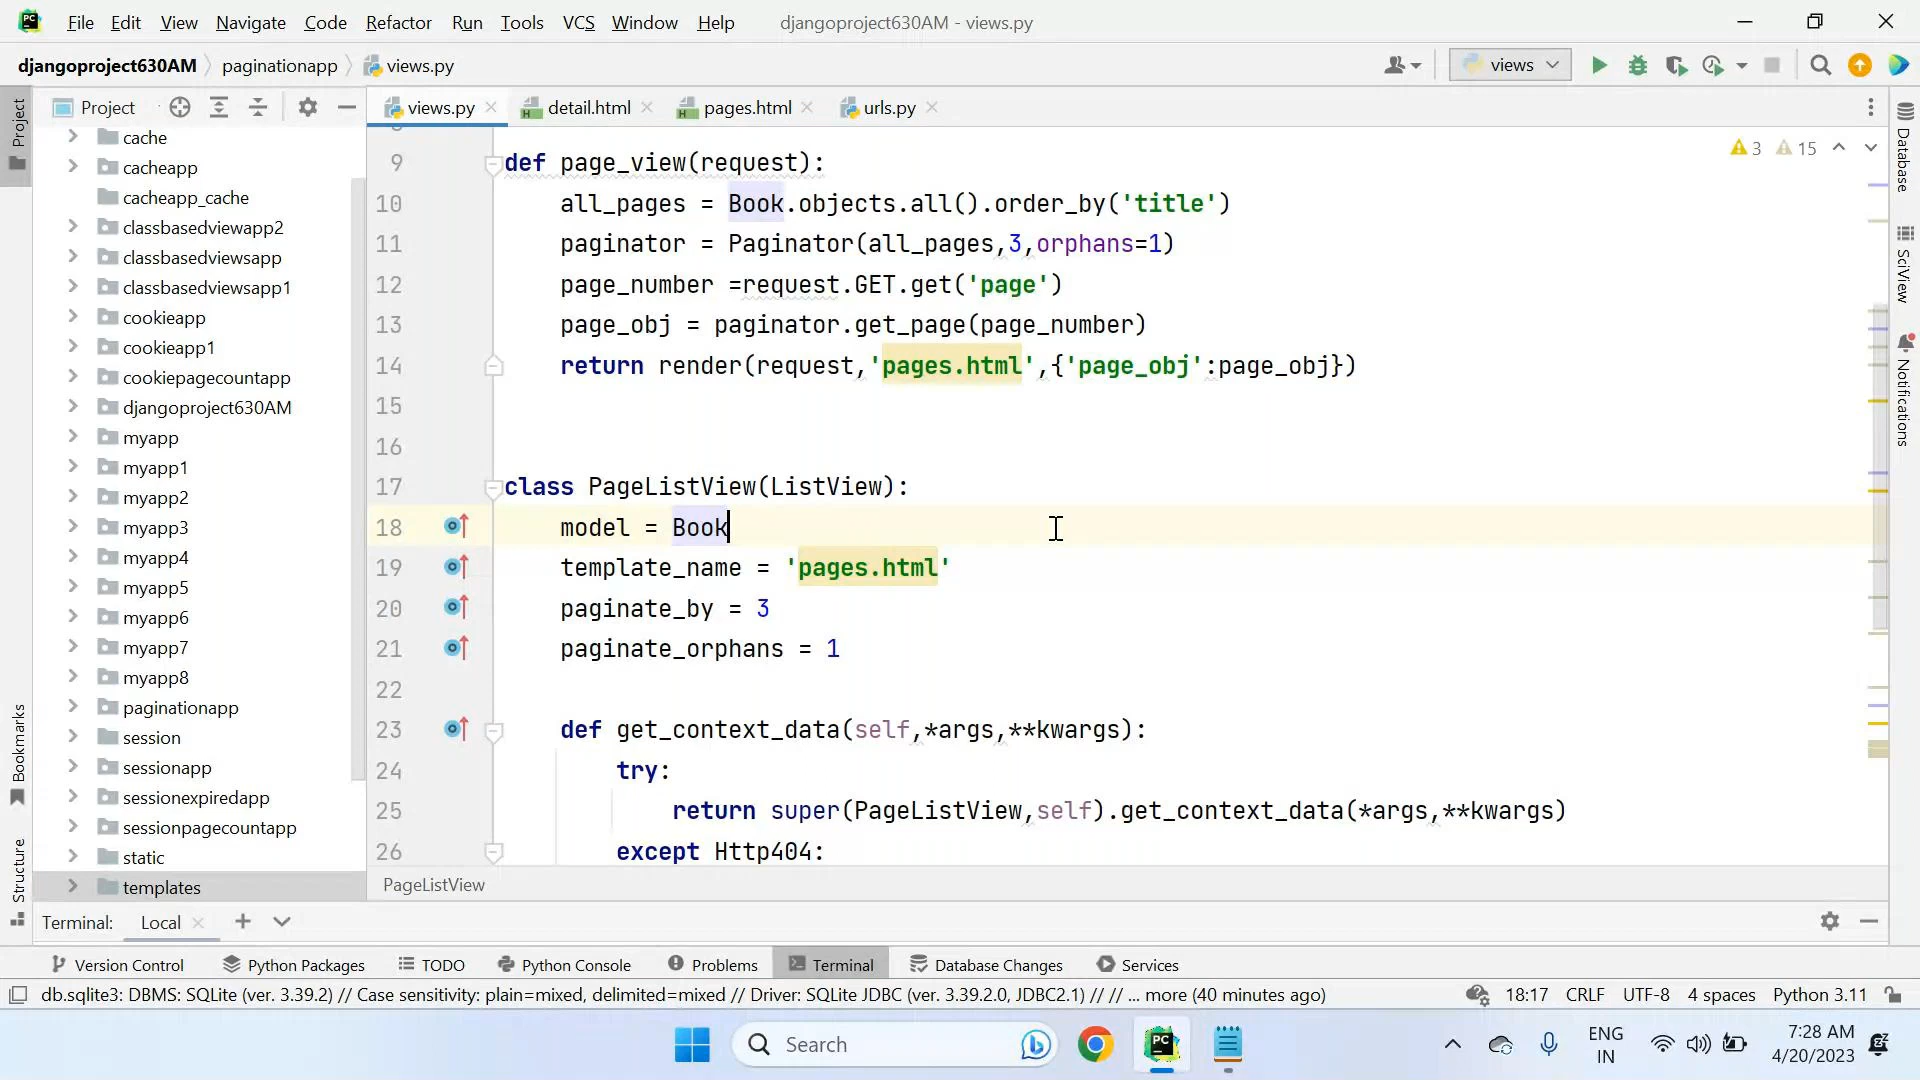 PC File Edit View Navigate Code Refactor Run Tools VCS Window Help djangoproject630AM - views.py
djangoproject630AM paginationapp views.py views
Project views.py detail.html pages.html urls.py
Project
Bookmarks
Structure
cache
cacheapp
cacheapp_cache
classbasedviewapp2
classbasedviewsapp
classbasedviewsapp1
cookieapp
cookieapp1
cookiepagecountapp
djangoproject630AM
myapp
myapp1
myapp2
myapp3
myapp4
myapp5
myapp6
myapp7
myapp8
paginationapp
session
sessionapp
sessionexpiredapp
sessionpagecountapp
static
templates
3 15
9 def page_view(request):
10 all_pages = Book.objects.all().order_by('title')
11 paginator = Paginator(all_pages,3,orphans=1)
12 page_number =request.GET.get('page')
13 page_obj = paginator.get_page(page_number)
14 return render(request,'pages.html',{'page_obj':page_obj})
15
16
17 class PageListView(ListView):
18 model = Book
19 template_name = 'pages.html'
20 paginate_by = 3
21 paginate_orphans = 1
22
23 def get_context_data(self,*args,**kwargs):
24 try:
25 return super(PageListView,self).get_context_data(*args,**kwargs)
26 except Http404:
PageListView
Database
SciView
Notifications
Terminal: Local
Version Control Python Packages TODO Python Console Problems Terminal Database Changes Services
db.sqlite3: DBMS: SQLite (ver. 3.39.2) // Case sensitivity: plain=mixed, delimited=mixed // Driver: SQLite JDBC (ver. 3.39.2.0, JDBC2.1) // // ... more (40 minutes ago) 18:17 CRLF UTF-8 4 spaces Python 3.11
Search PC ENG IN 7:28 AM 4/20/2023